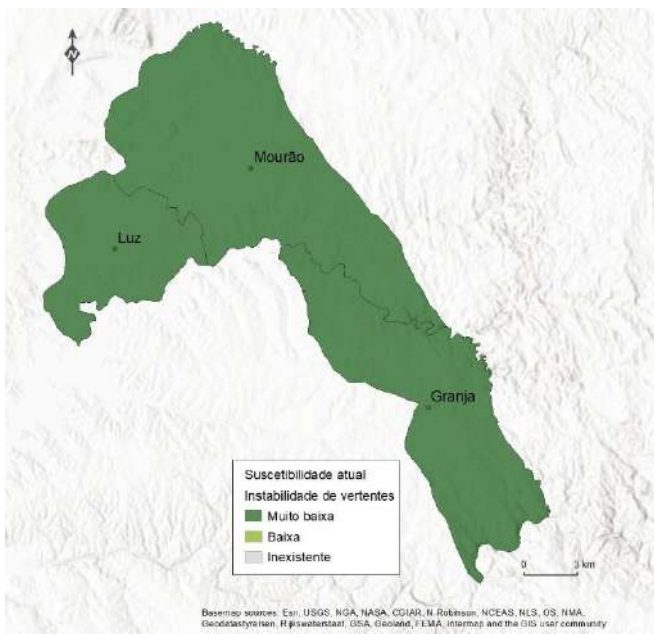 N
Mourão
Luz
Granja
Suscetibilidade atual
Instabilidade de vertentes
Muito baixa
Baixa
Inexistente
0 3 km
Basemap sources: Esri, USGS, NGA, NASA, CGIAR, N Robinson, NCEAS, NLS, OS, NMA,
Geodatastyrelsen, Rijkswaterstaat, GSA, Geoland, FEMA, Intermap and the GIS user community